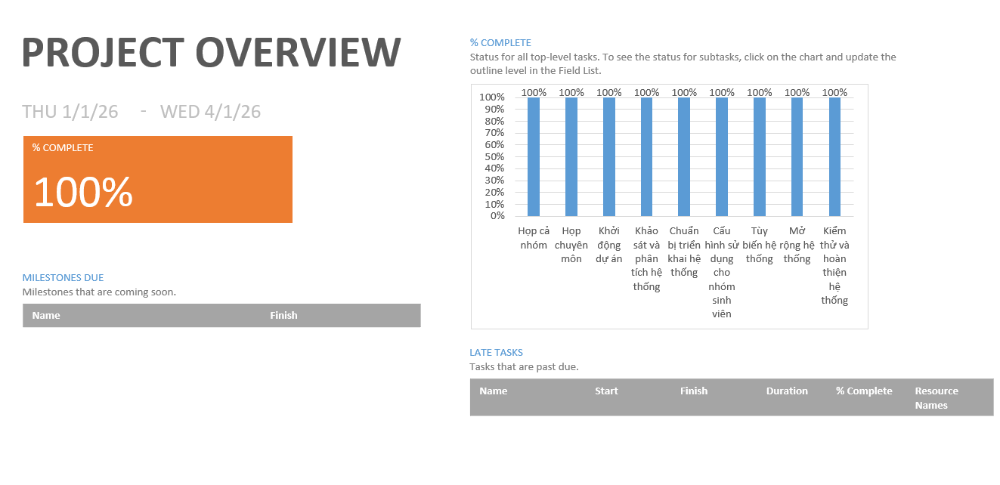 PROJECT OVERVIEW
THU 1/1/26 - WED 4/1/26
% COMPLETE
100%
MILESTONES DUE
Milestones that are coming soon.
Name Finish
% COMPLETE
Status for all top-level tasks. To see the status for subtasks, click on the chart and update the
outline level in the Field List.
100% 100% 100% 100% 100% 100% 100% 100% 100%
100%
90%
80%
70%
60%
50%
40%
30%
20%
10%
0%
Họp cả
nhóm
Họp
chuyên
môn
Khởi
động
dự án
Khảo
sát và
phân
tích hệ
thống
Chuẩn
bị triển
khai hệ
thống
Cấu
hình sử
dụng
cho
nhóm
sinh
viên
Tùy
biến hệ
thống
Mở
rộng hệ
thống
Kiểm
thử và
hoàn
thiện
hệ
thống
LATE TASKS
Tasks that are past due.
Name Start Finish Duration % Complete Resource
Names